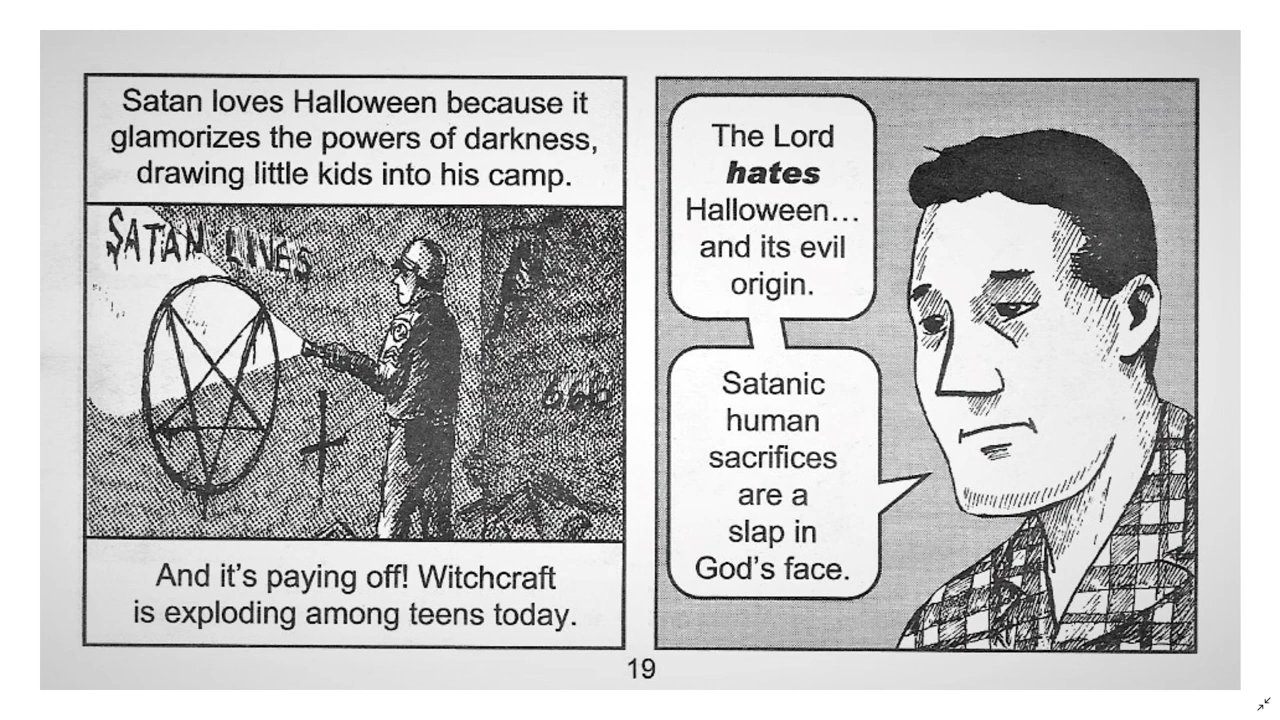 Satan loves Halloween because it
glamorizes the powers of darkness,
drawing little kids into his camp.
SATAN LIVES
666
And it's paying off! Witchcraft
is exploding among teens today.
The Lord
hates
Halloween...
and its evil
origin.
Satanic
human
sacrifices
are a
slap in
God's face.
19